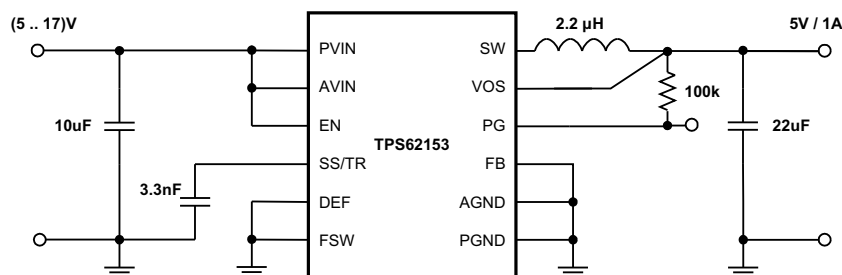 (5 .. 17)V
5V / 1A
2.2 µH
PVIN
SW
AVIN
VOS
100k
10uF
EN
PG
22uF
TPS62153
SS/TR
FB
3.3nF
DEF
AGND
FSW
PGND